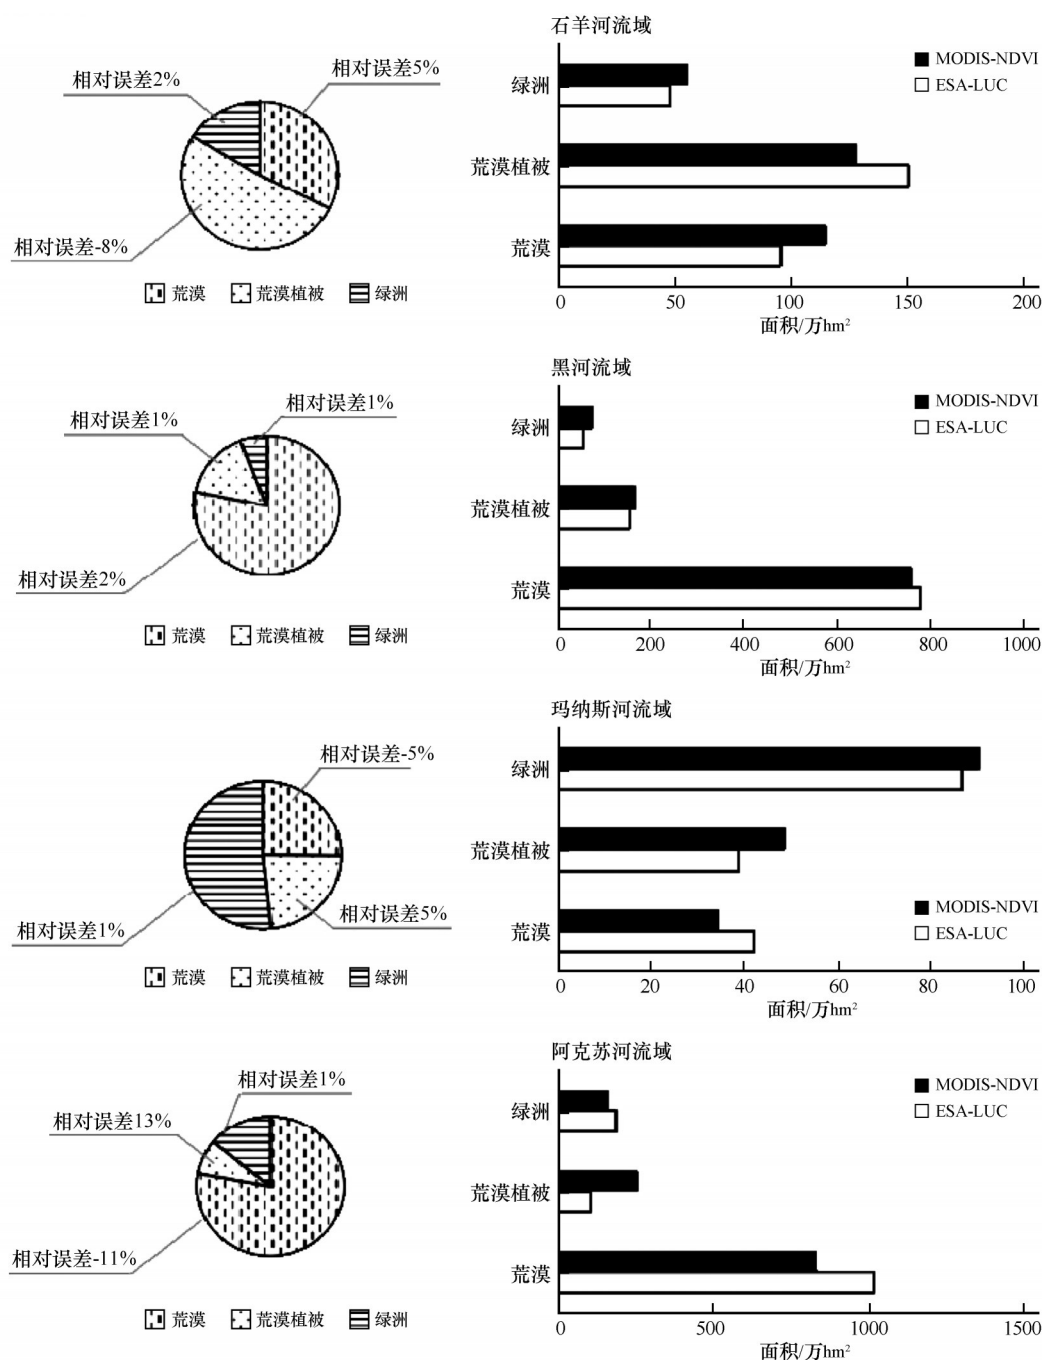 石羊河流域
相对误差2%
相对误差5%
相对误差-8%
荒漠 荒漠植被 绿洲
MODIS-NDVI
ESA-LUC
绿洲
荒漠植被
荒漠
0 50 100 150 200
面积/万hm²
黑河流域
相对误差1%
相对误差1%
相对误差2%
荒漠 荒漠植被 绿洲
MODIS-NDVI
ESA-LUC
绿洲
荒漠植被
荒漠
0 200 400 600 800 1000
面积/万hm²
玛纳斯河流域
相对误差-5%
相对误差5%
相对误差1%
荒漠 荒漠植被 绿洲
绿洲
荒漠植被
荒漠
MODIS-NDVI
ESA-LUC
0 20 40 60 80 100
面积/万hm²
阿克苏河流域
相对误差1%
相对误差13%
相对误差-11%
荒漠 荒漠植被 绿洲
MODIS-NDVI
ESA-LUC
绿洲
荒漠植被
荒漠
0 500 1000 1500
面积/万hm²